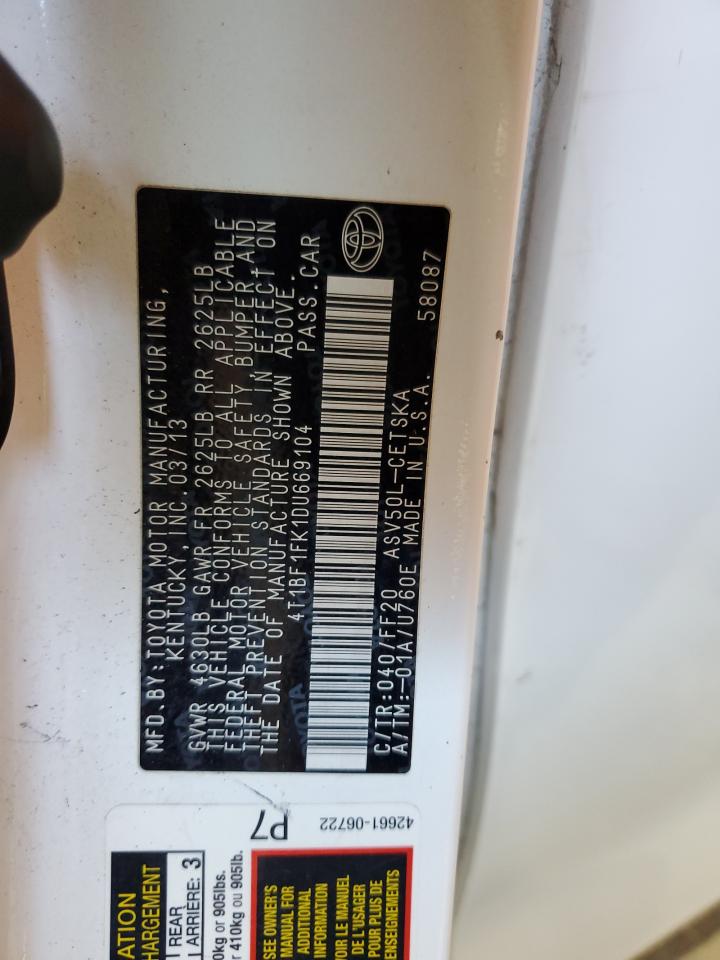 MFD.BY:TOYOTA MOTOR MANUFACTURING,
KENTUCKY,INC.03/13
GVWR 4630LB GAWR FR 2625LB RR 2625LB
THIS VEHICLE CONFORMS TO ALL APPLICABLE
FEDERAL MOTOR VEHICLE SAFETY,BUMPER,AND
THEFT PREVENTION STANDARDS IN EFFECT ON
THE DATE OF MANUFACTURE SHOWN ABOVE.
4T1BF1FK1DU669104 PASS.CAR
C/TR:040/FF20 ASV50L-CETSKA
A/TM:-01A/U760E MADE IN U.S.A. 58087
P7
42661-06722
ATION
HARGEMENT
REAR
ARRIÈRE: 3
0kg or 905lbs.
410kg ou 905lb.
SEE OWNER'S
MANUAL FOR
ADDITIONAL
INFORMATION
VOIR LE MANUEL
DE L'USAGER
POUR PLUS DE
RENSEIGNEMENTS